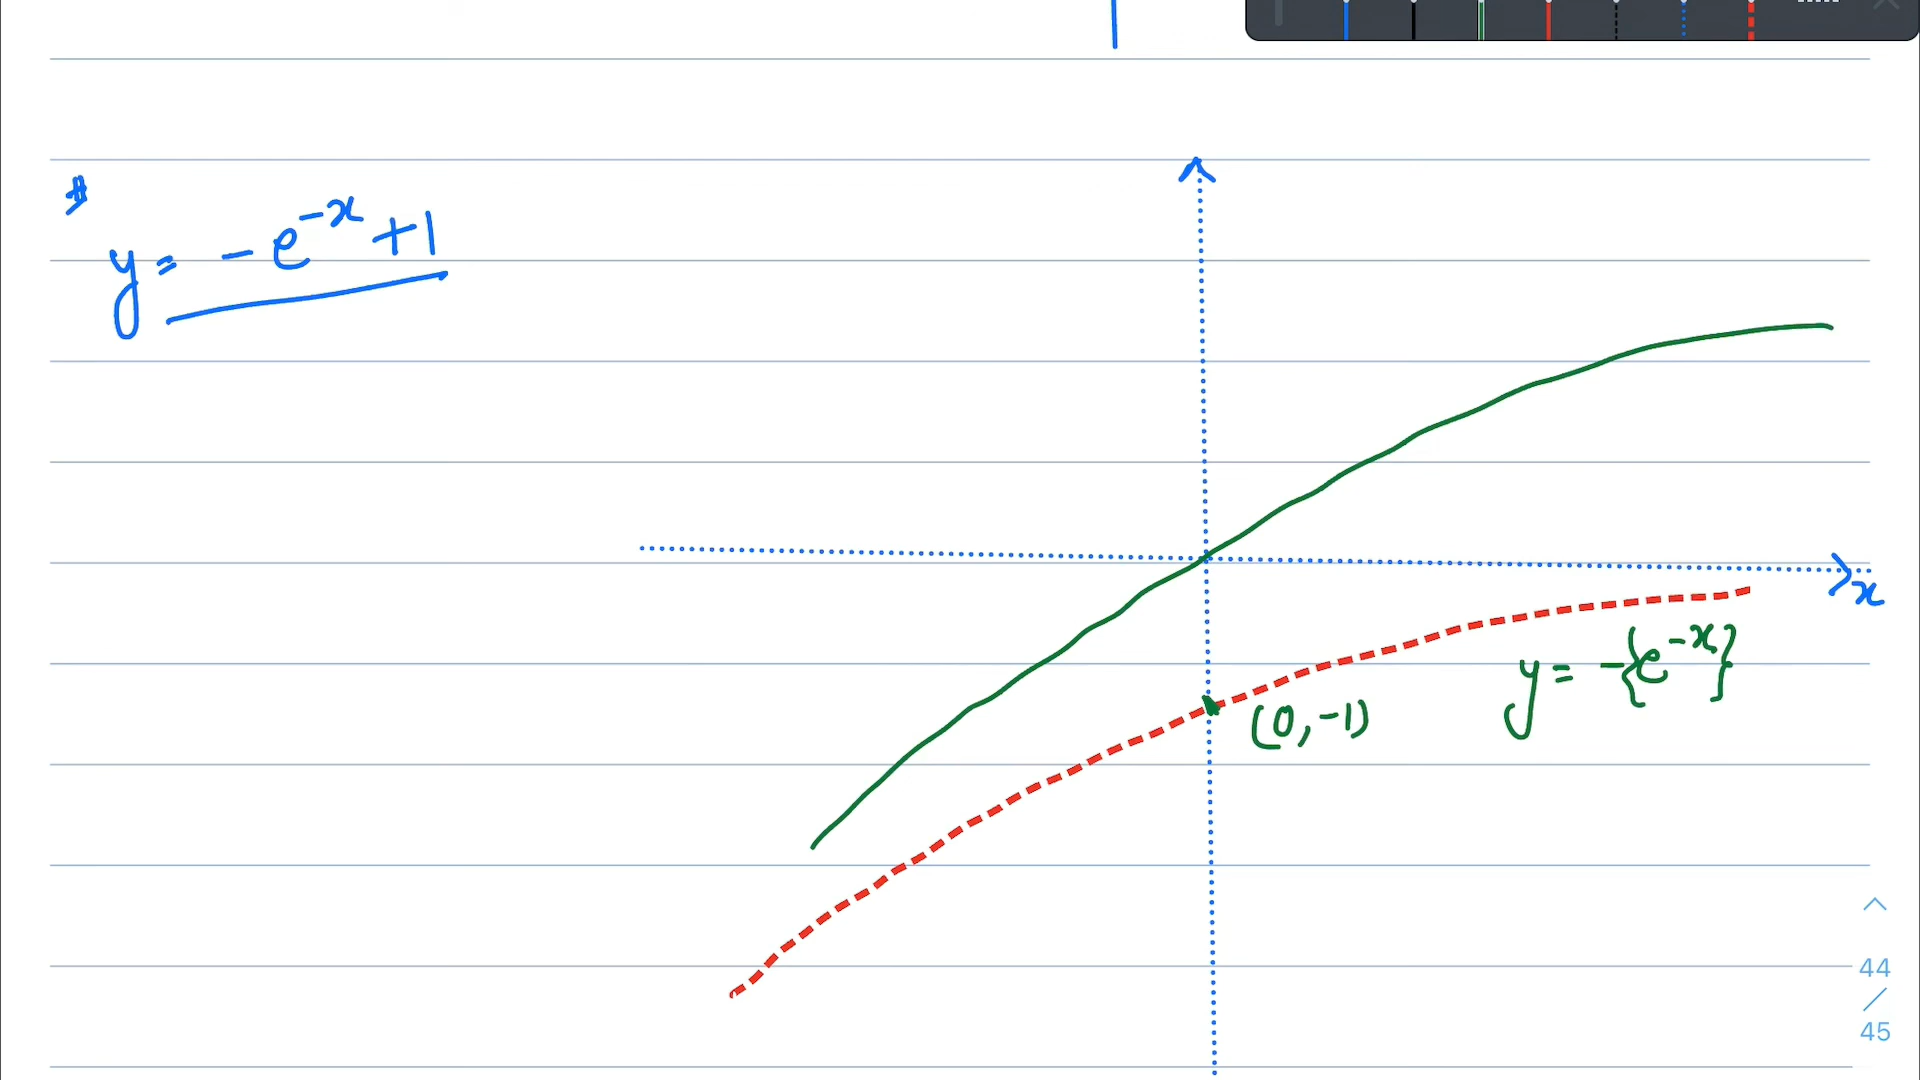 *
y = - e^{-x} + 1
x
y = -{e^{-x}}
(0, -1)
44
/
45